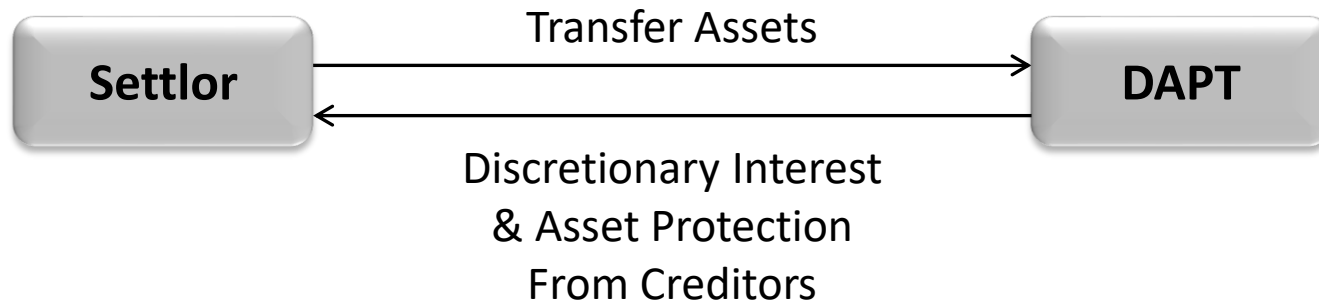 Transfer Assets
Settlor
DAPT
Discretionary Interest
& Asset Protection
From Creditors